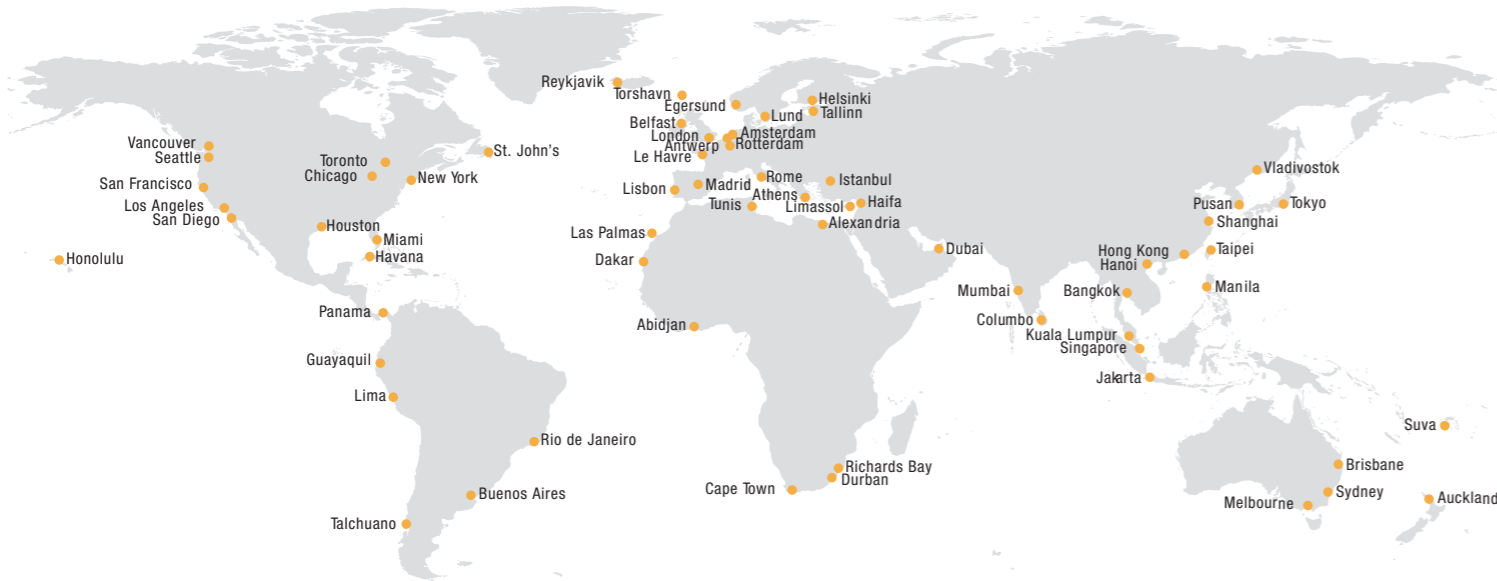 Reykjavik
Torshavn
Egersund
Helsinki
Tallinn
Lund
Belfast
London
Amsterdam
Antwerp
Rotterdam
Le Havre
Vancouver
Seattle
Toronto
Chicago
St. John's
New York
San Francisco
Los Angeles
San Diego
Houston
Miami
Havana
Honolulu
Lisbon
Madrid
Rome
Istanbul
Athens
Tunis
Limassol
Haifa
Alexandria
Las Palmas
Dakar
Dubai
Vladivostok
Pusan
Tokyo
Shanghai
Hong Kong
Taipei
Hanoi
Mumbai
Bangkok
Manila
Columbo
Kuala Lumpur
Singapore
Jakarta
Panama
Abidjan
Guayaquil
Lima
Rio de Janeiro
Buenos Aires
Talchuano
Richards Bay
Durban
Cape Town
Suva
Brisbane
Sydney
Melbourne
Auckland